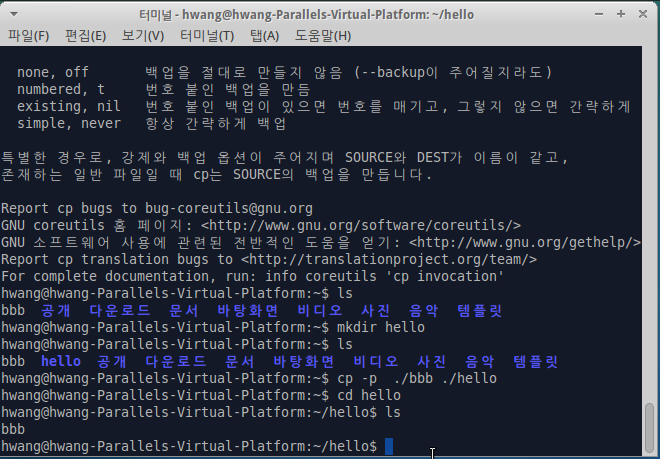 터미널 - hwang@hwang-Parallels-Virtual-Platform: ~/hello
파일(F) 편집(E) 보기(V) 터미널(T) 탭(A) 도움말(H)
none, off 백업을 절대로 만들지 않음 (--backup이 주어질지라도)
numbered, t 번호 붙인 백업을 만듬
existing, nil 번호 붙인 백업이 있으면 번호를 매기고, 그렇지 않으면 간략하게
simple, never 항상 간략하게 백업
특별한 경우로, 강제와 백업 옵션이 주어지며 SOURCE와 DEST가 이름이 같고,
존재하는 일반 파일일 때 cp는 SOURCE의 백업을 만듭니다.
Report cp bugs to bug-coreutils@gnu.org
GNU coreutils 홈 페이지: <http://www.gnu.org/software/coreutils/>
GNU 소프트웨어 사용에 관련된 전반적인 도움을 얻기: <http://www.gnu.org/gethelp/>
Report cp translation bugs to <http://translationproject.org/team/>
For complete documentation, run: info coreutils 'cp invocation'
hwang@hwang-Parallels-Virtual-Platform:~$ ls
bbb 공개 다운로드 문서 바탕화면 비디오 사진 음악 템플릿
hwang@hwang-Parallels-Virtual-Platform:~$ mkdir hello
hwang@hwang-Parallels-Virtual-Platform:~$ ls
bbb hello 공개 다운로드 문서 바탕화면 비디오 사진 음악 템플릿
hwang@hwang-Parallels-Virtual-Platform:~$ cp -p  ./bbb ./hello
hwang@hwang-Parallels-Virtual-Platform:~$ cd hello
hwang@hwang-Parallels-Virtual-Platform:~/hello$ ls
bbb
hwang@hwang-Parallels-Virtual-Platform:~/hello$